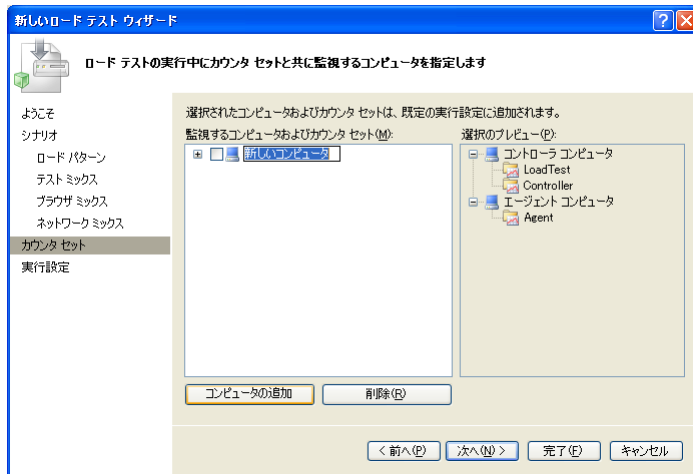 新しいロード テスト ウィザード
ロード テストの実行中にカウンタ セットと共に監視するコンピュータを指定します
ようこそ
シナリオ
ロード パターン
テスト ミックス
ブラウザ ミックス
ネットワーク ミックス
カウンタ セット
実行設定
選択されたコンピュータおよびカウンタ セットは、既定の実行設定に追加されます。
監視するコンピュータおよびカウンタ セット(M):
新しいコンピュータ
コンピュータの追加
削除(R)
選択のプレビュー(P):
コントローラ コンピュータ
LoadTest
Controller
エージェント コンピュータ
Agent
< 前へ(P)
次へ(N) >
完了(F)
キャンセル